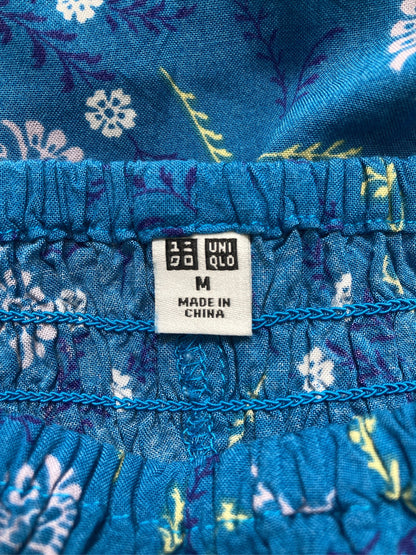 ユニ UNI
クロ QLO
M
MADE IN
CHINA